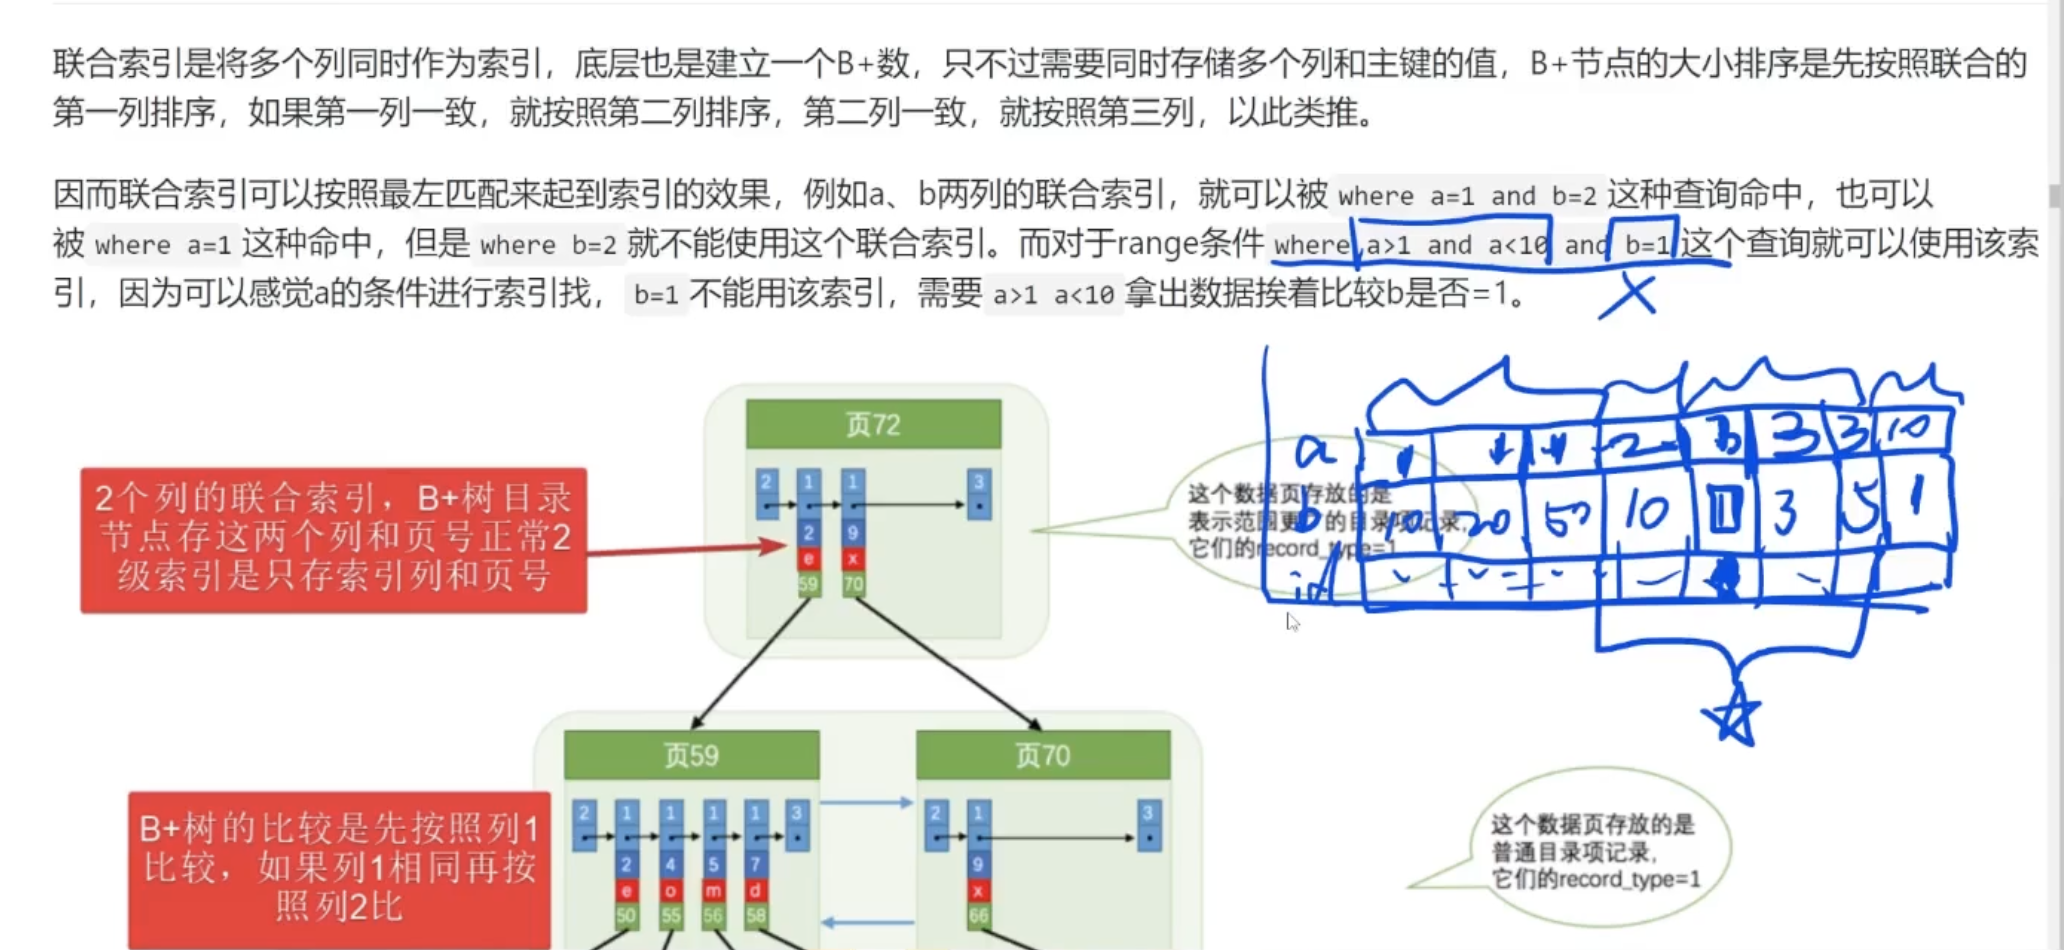 联合索引是将多个列同时作为索引，底层也是建立一个B+数，只不过需要同时存储多个列和主键的值，B+节点的大小排序是先按照联合的
第一列排序，如果第一列一致，就按照第二列排序，第二列一致，就按照第三列，以此类推。
因而联合索引可以按照最左匹配来起到索引的效果，例如a、b两列的联合索引，就可以被 where a=1 and b=2 这种查询命中，也可以
被 where a=1 这种命中，但是 where b=2 就不能使用这个联合索引。而对于range条件 where a>1 and a<10 and b=1 这个查询就可以使用该索
引，因为可以感觉a的条件进行索引找， b=1 不能用该索引，需要 a>1 a<10 拿出数据挨着比较b是否=1。
X
页72
2 1 1 3
2 9
e x
59 70
2个列的联合索引，B+树目录
节点存这两个列和页号正常2
级索引是只存索引列和页号
这个数据页存放的是
表示范围更 的目录项记录,
它们的record_type=1
a 1 1 1 2 3 3 3 10
b 10 20 50 10 1 3 5 1
id
页59
2 1 1 1 1 3
2 4 5 7
e o m d
50 55 56 58
页70
2 1 3
9
x
66
B+树的比较是先按照列1
比较，如果列1相同再按
照列2比
这个数据页存放的是
普通目录项记录,
它们的record_type=1